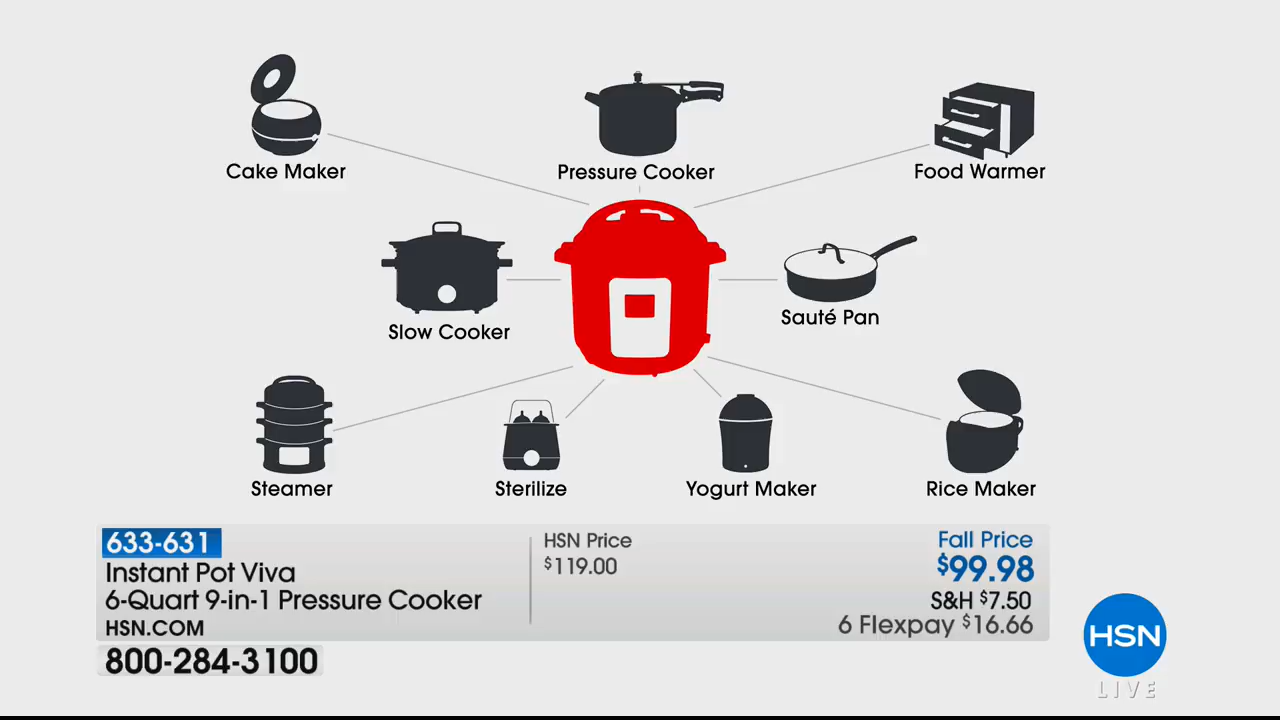 Cake Maker
Pressure Cooker
Food Warmer
Slow Cooker
Sauté Pan
Steamer
Sterilize
Yogurt Maker
Rice Maker
633-631
Instant Pot Viva
6-Quart 9-in-1 Pressure Cooker
HSN.COM
800-284-3100
HSN Price
$119.00
Fall Price
$99.98
S&H $7.50
6 Flexpay $16.66
HSN
LIVE